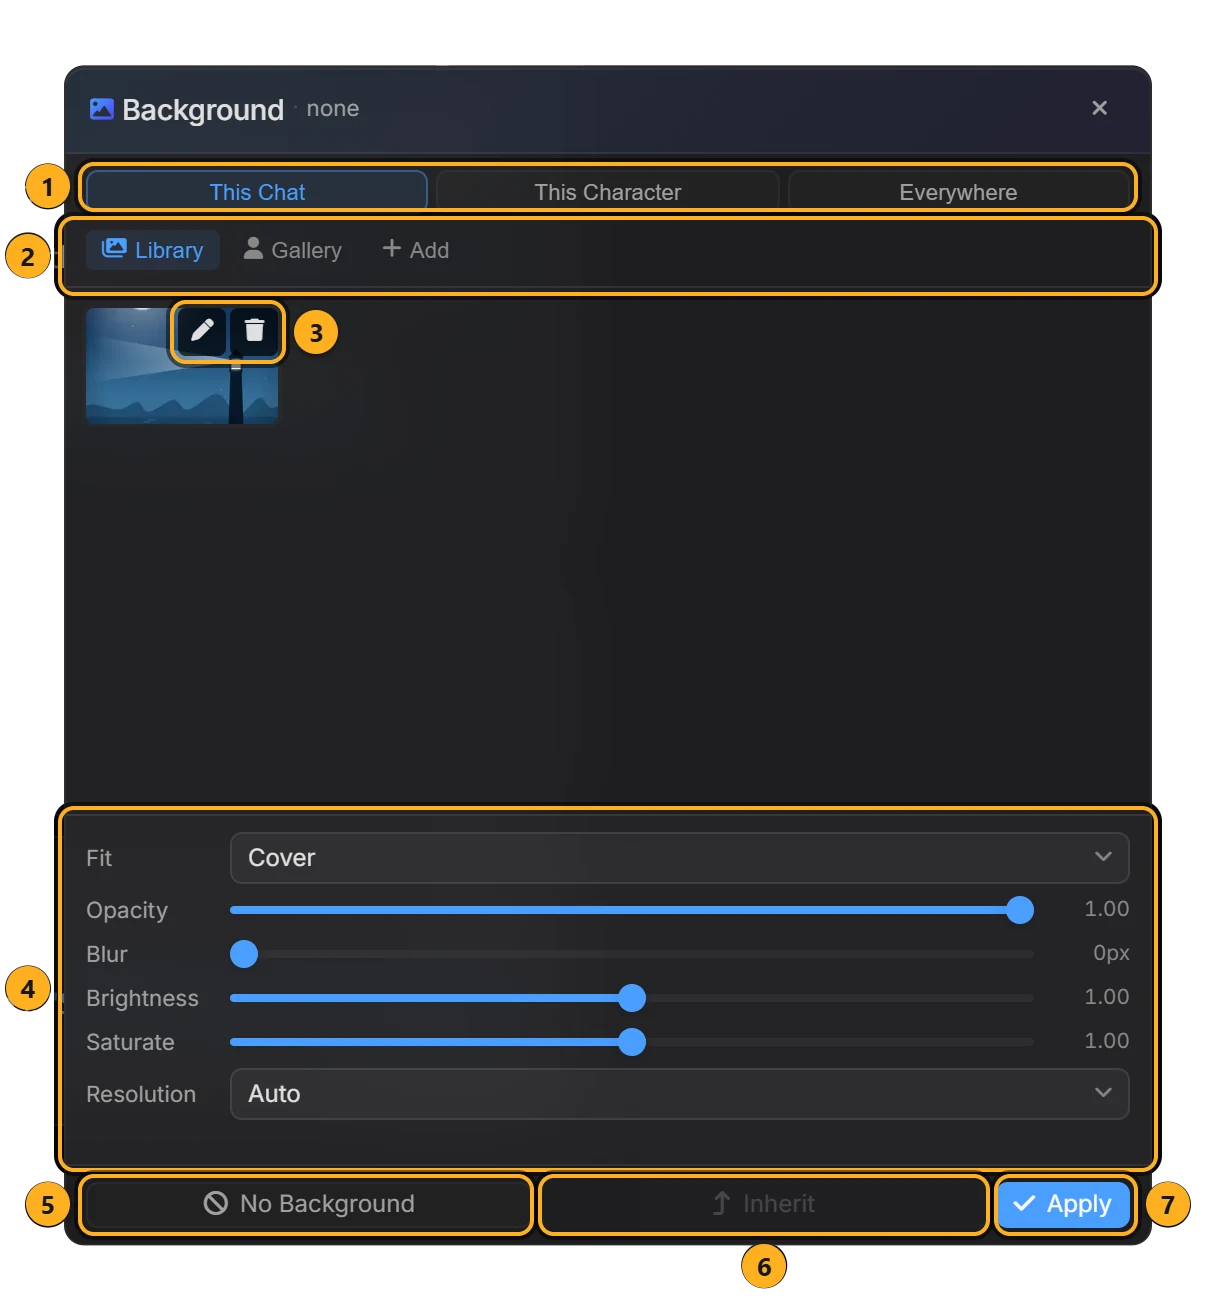 Background · none
1
This Chat This Character Everywhere
2
Library Gallery Add
3
4
Fit Cover
Opacity 1.00
Blur 0px
Brightness 1.00
Saturate 1.00
Resolution Auto
5
No Background Inherit Apply
7
6